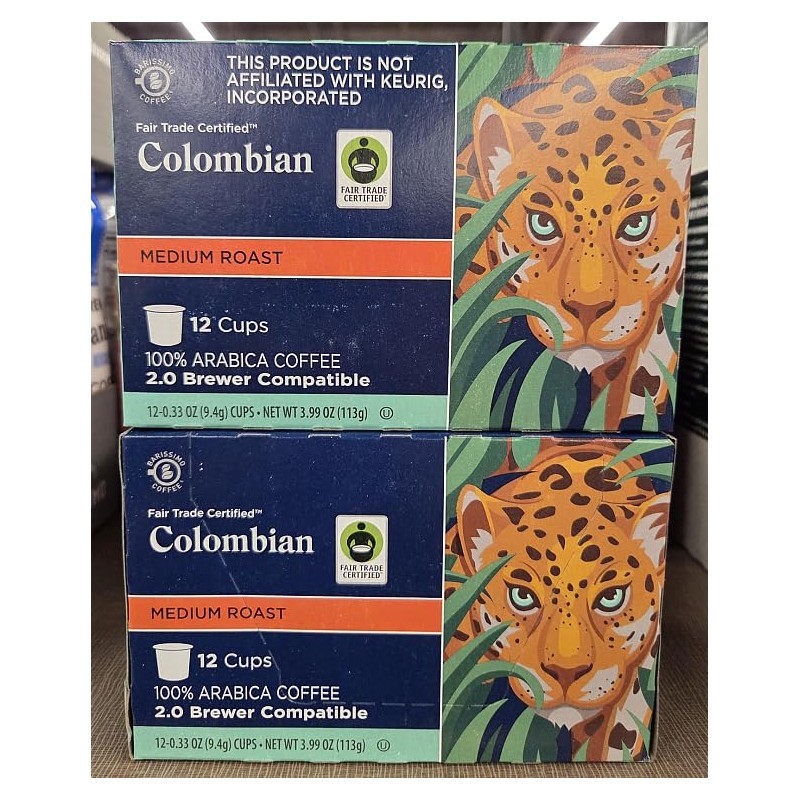 BARISSIMO
COFFEE
THIS PRODUCT IS NOT
AFFILIATED WITH KEURIG,
INCORPORATED
Fair Trade Certified™
Colombian
FAIR TRADE
CERTIFIED
MEDIUM ROAST
12 Cups
100% ARABICA COFFEE
2.0 Brewer Compatible
12-0.33 OZ (9.4g) CUPS • NET WT 3.99 OZ (113g) U
BARISSIMO
COFFEE
Fair Trade Certified™
Colombian
FAIR TRADE
CERTIFIED
MEDIUM ROAST
12 Cups
100% ARABICA COFFEE
2.0 Brewer Compatible
12-0.33 OZ (9.4g) CUPS • NET WT 3.99 OZ (113g) U